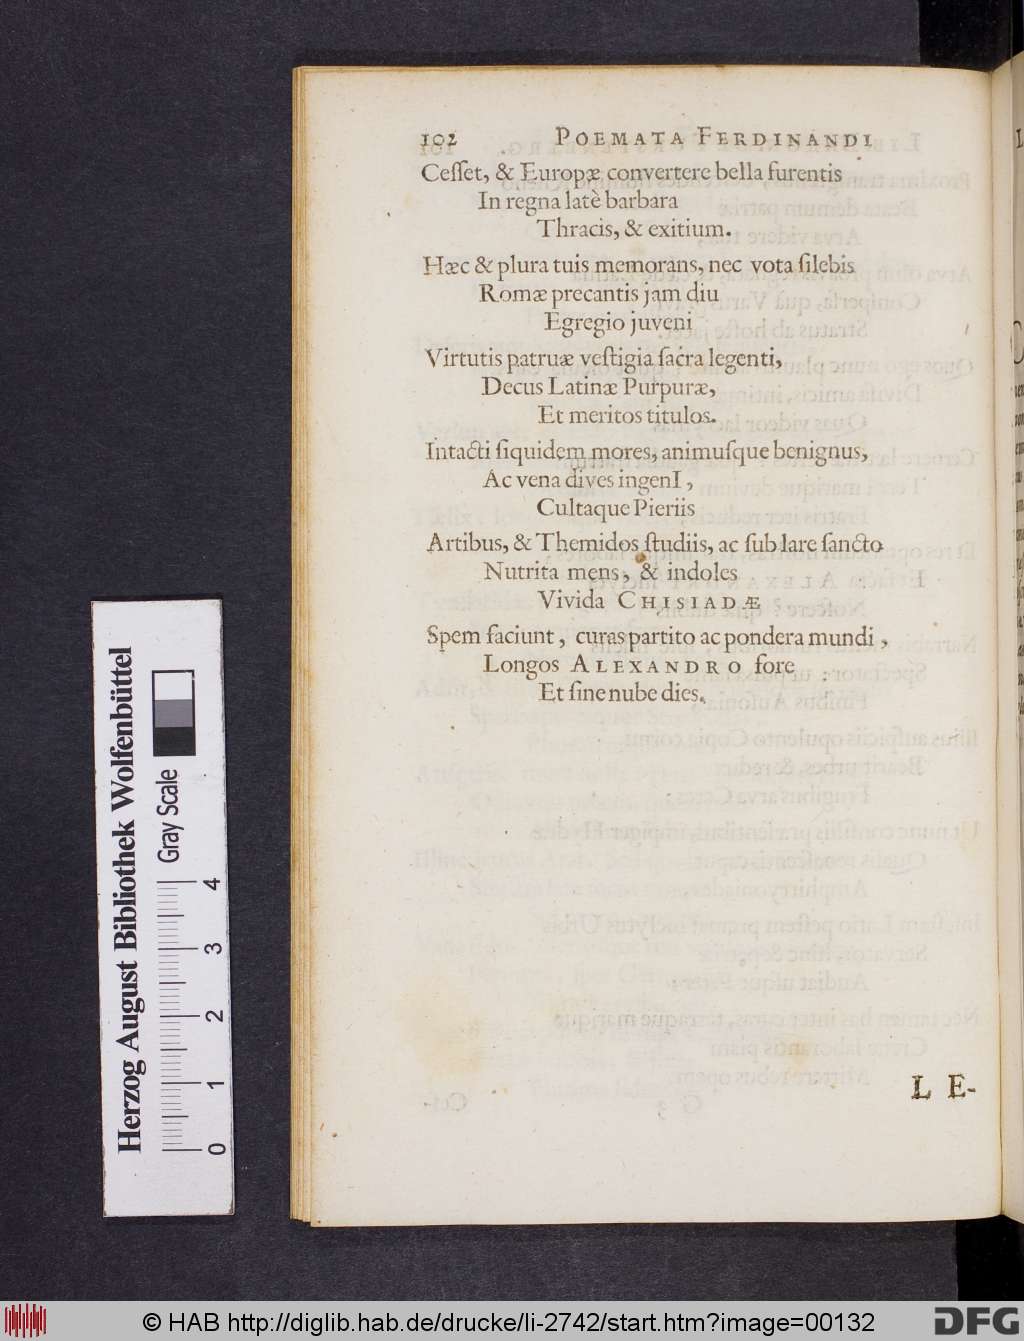 102 POEMATA FERDINANDI
Ceſſet, & Europæ convertere bella furentis
In regna latè barbara
Thracis, & exitium.
Hæc & plura tuis memorans, nec vota ſilebis
Romæ precantis jam diu
Egregio juveni
Virtutis patruæ veſtigia ſacra legenti,
Decus Latinæ Purpuræ,
Et meritos titulos.
Intacti ſiquidem mores, animuſque benignus,
Ac vena dives ingenI,
Cultaque Pieriis
Artibus, & Themidos ſtudiis, ac ſub lare ſancto
Nutrita mens, & indoles
Vivida CHISIADÆ
Spem faciunt, curas partito ac pondera mundi,
Longos ALEXANDRO fore
Et ſine nube dies.
L E-
Herzog August Bibliothek Wolfenbüttel
Gray Scale
0 1 2 3 4
© HAB http://diglib.hab.de/drucke/li-2742/start.htm?image=00132
DFG